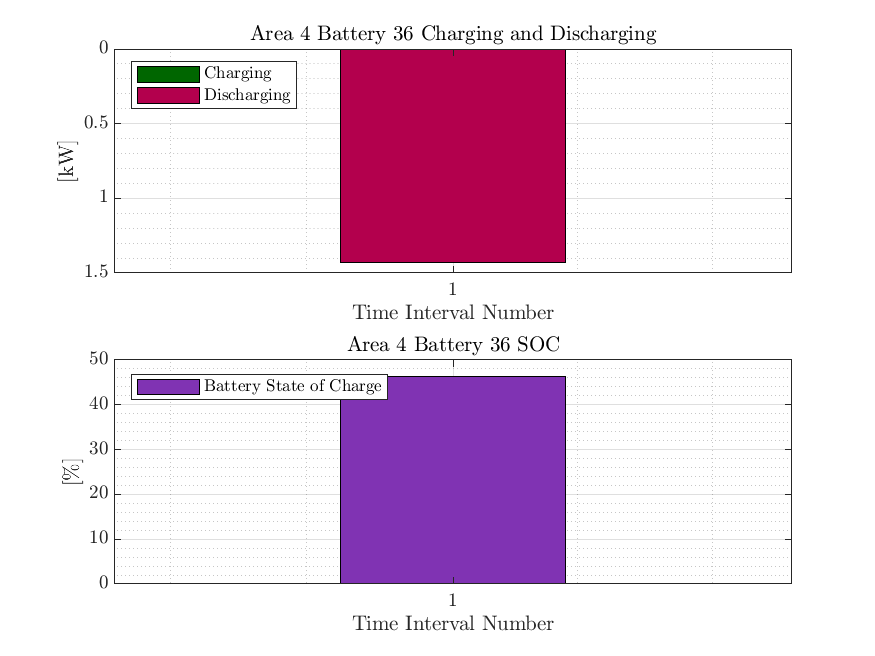 Area 4 Battery 36 Charging and Discharging
0
Charging
Discharging
0.5
[kW]
1
1.5
1
Time Interval Number
Area 4 Battery 36 SOC
50
Battery State of Charge
40
30
[%]
20
10
0
1
Time Interval Number